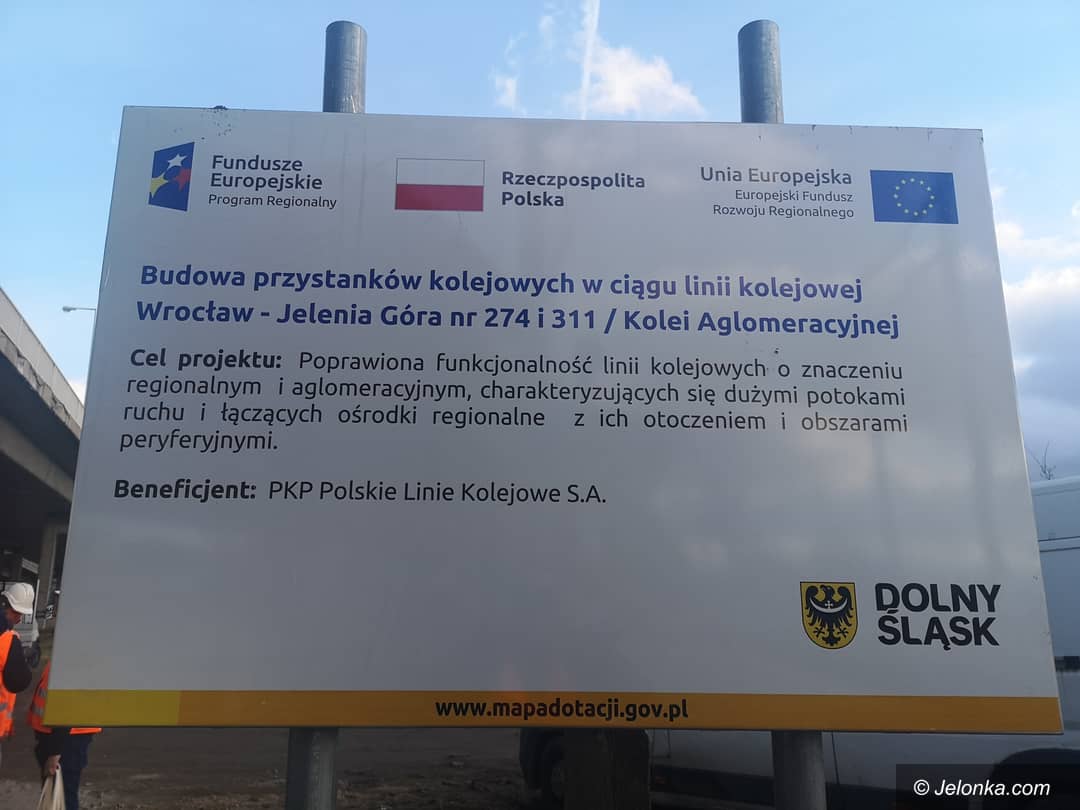 Fundusze
Europejskie
Program Regionalny
Rzeczpospolita
Polska
Unia Europejska
Europejski Fundusz
Rozwoju Regionalnego
Budowa przystanków kolejowych w ciągu linii kolejowej
Wrocław - Jelenia Góra nr 274 i 311 / Kolei Aglomeracyjnej
Cel projektu: Poprawiona funkcjonalność linii kolejowych o znaczeniu
regionalnym i aglomeracyjnym, charakteryzujących się dużymi potokami
ruchu i łączących ośrodki regionalne z ich otoczeniem i obszarami
peryferyjnymi.
Beneficjent: PKP Polskie Linie Kolejowe S.A.
DOLNY
ŚLĄSK
www.mapadotacji.gov.pl
© Jelonka.com